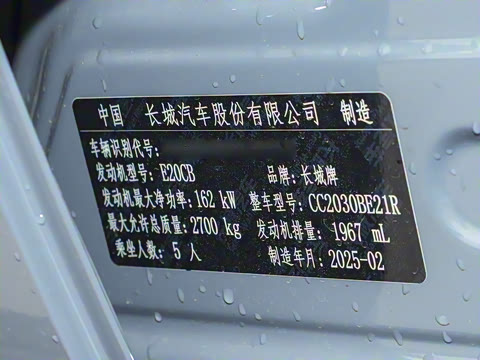 中国 长城汽车股份有限公司 制造
车辆识别代号:
发动机型号: E20CB 品牌: 长城牌
发动机最大净功率: 162 kW 整车型号: CC2030BE21R
最大允许总质量: 2700 kg 发动机排量: 1967 mL
乘坐人数: 5 人 制造年月: 2025-02